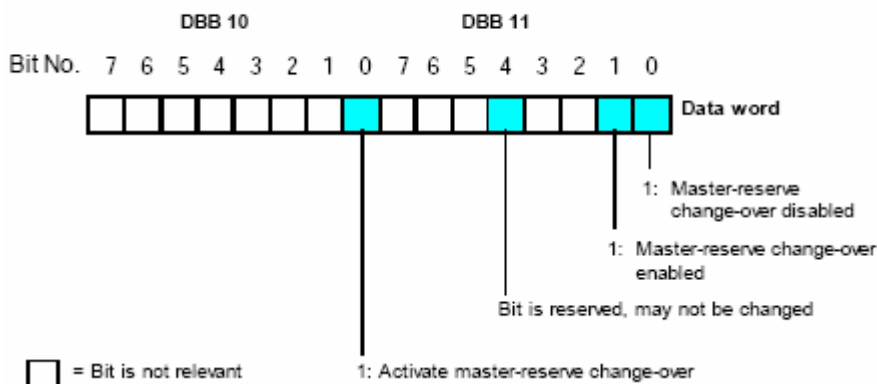 DBB 10 DBB 11
Bit No. 7 6 5 4 3 2 1 0 7 6 5 4 3 2 1 0
Data word
1: Master-reserve
change-over disabled
1: Master-reserve change-over
enabled
Bit is reserved, may not be changed
= Bit is not relevant 1: Activate master-reserve change-over